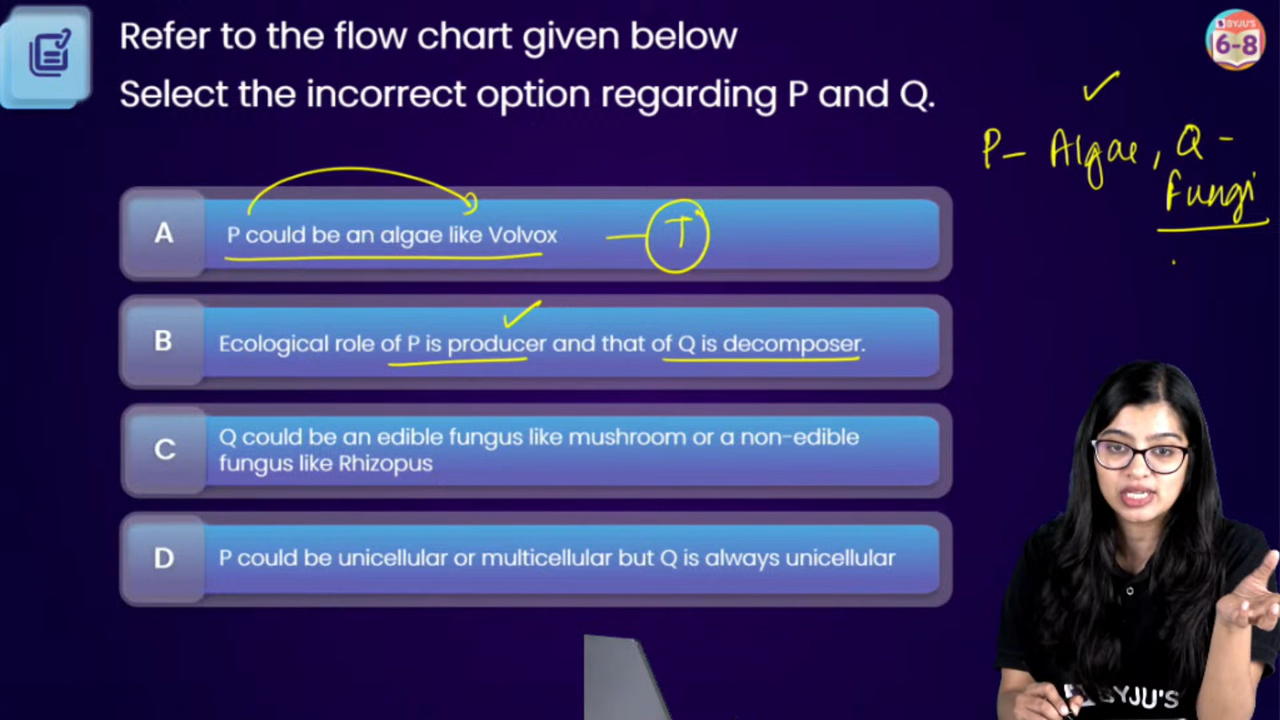 Refer to the flow chart given below
Select the incorrect option regarding P and Q.
BYJU'S
6-8
P- Algae, Q-
Fungi
A
P could be an algae like Volvox
T
B
Ecological role of P is producer and that of Q is decomposer.
C
Q could be an edible fungus like mushroom or a non-edible
fungus like Rhizopus
D
P could be unicellular or multicellular but Q is always unicellular
BYJU'S